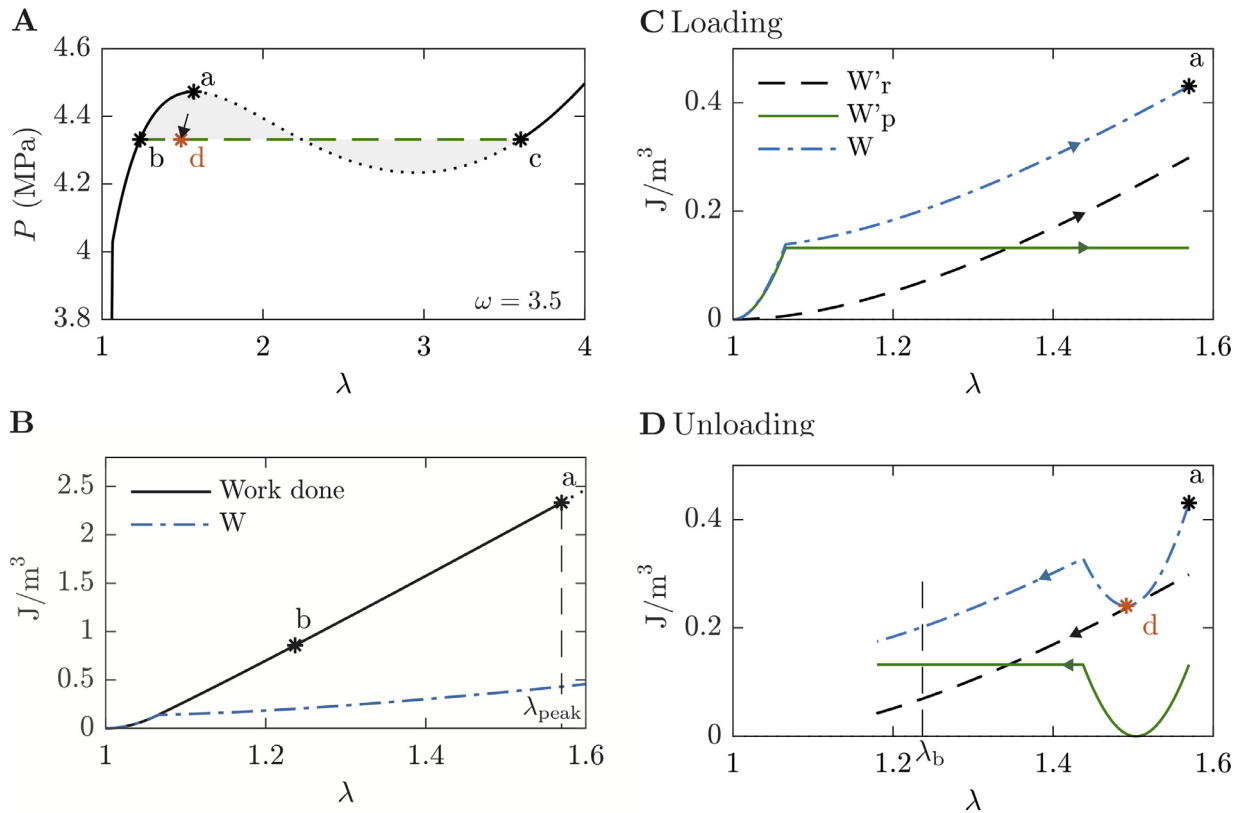 A
4.6
4.4
4.2
4
3.8
P (MPa)
a
b
d
c
ω = 3.5
1
2
3
4
λ
C Loading
a
W'r
W'p
W
J/m³
0.4
0.2
0
1
1.2
1.4
1.6
λ
B
Work done
W
a
b
λpeak
J/m³
2.5
2
1.5
1
0.5
0
1
1.2
1.4
1.6
λ
D Unloading
a
d
J/m³
0.4
0.2
0
1
1.2
λb
1.4
1.6
λ